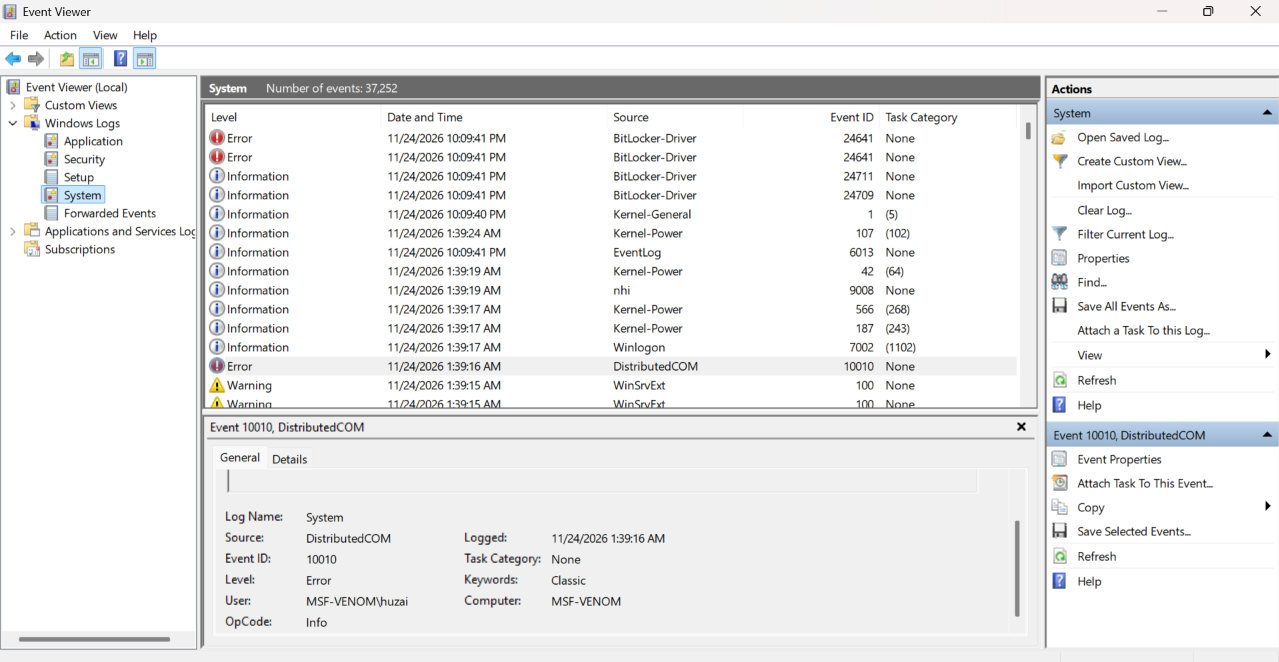 Event Viewer
File Action View Help
Event Viewer (Local)
Custom Views
Windows Logs
Application
Security
Setup
System
Forwarded Events
Applications and Services Log
Subscriptions
System Number of events: 37,252
Level Date and Time Source Event ID Task Category
Error 11/24/2026 10:09:41 PM BitLocker-Driver 24641 None
Error 11/24/2026 10:09:41 PM BitLocker-Driver 24641 None
Information 11/24/2026 10:09:41 PM BitLocker-Driver 24711 None
Information 11/24/2026 10:09:41 PM BitLocker-Driver 24709 None
Information 11/24/2026 10:09:40 PM Kernel-General 1 (5)
Information 11/24/2026 1:39:24 AM Kernel-Power 107 (102)
Information 11/24/2026 10:09:41 PM EventLog 6013 None
Information 11/24/2026 1:39:19 AM Kernel-Power 42 (64)
Information 11/24/2026 1:39:19 AM nhi 9008 None
Information 11/24/2026 1:39:17 AM Kernel-Power 566 (268)
Information 11/24/2026 1:39:17 AM Kernel-Power 187 (243)
Information 11/24/2026 1:39:17 AM Winlogon 7002 (1102)
Error 11/24/2026 1:39:16 AM DistributedCOM 10010 None
Warning 11/24/2026 1:39:15 AM WinSrvExt 100 None
Warning 11/24/2026 1:39:15 AM WinSrvExt 100 None
Event 10010, DistributedCOM
General Details
Log Name: System
Source: DistributedCOM Logged: 11/24/2026 1:39:16 AM
Event ID: 10010 Task Category: None
Level: Error Keywords: Classic
User: MSF-VENOM\huzai Computer: MSF-VENOM
OpCode: Info
Actions
System
Open Saved Log...
Create Custom View...
Import Custom View...
Clear Log...
Filter Current Log...
Properties
Find...
Save All Events As...
Attach a Task To this Log...
View
Refresh
Help
Event 10010, DistributedCOM
Event Properties
Attach Task To This Event...
Copy
Save Selected Events...
Refresh
Help